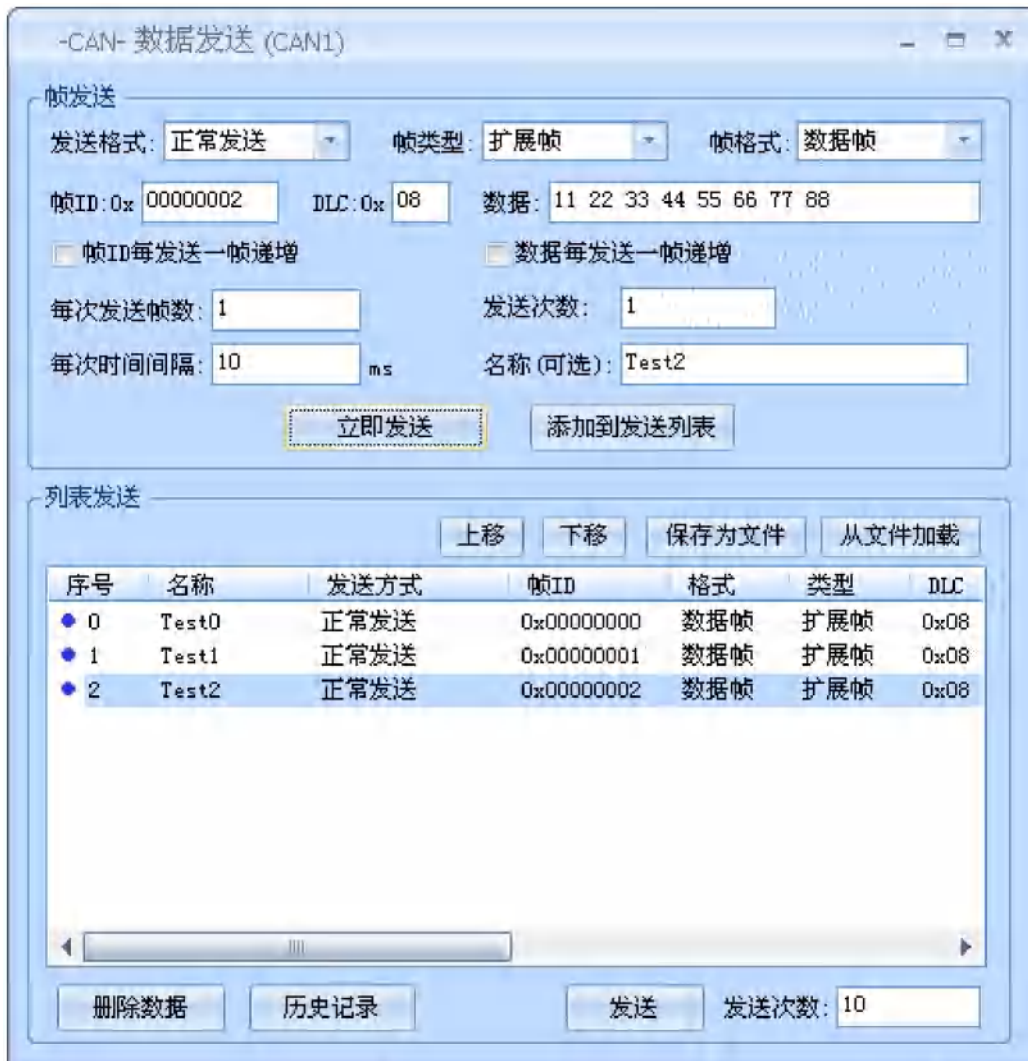 -CAN- 数据发送 (CAN1)
帧发送
发送格式: 正常发送 帧类型: 扩展帧 帧格式: 数据帧
帧ID:0x 00000002 DLC:0x 08 数据: 11 22 33 44 55 66 77 88
帧ID每发送一帧递增 数据每发送一帧递增
每次发送帧数: 1 发送次数: 1
每次时间间隔: 10 ms 名称(可选): Test2
立即发送 添加到发送列表
列表发送
上移 下移 保存为文件 从文件加载
序号 名称 发送方式 帧ID 格式 类型 DLC
0 Test0 正常发送 0x00000000 数据帧 扩展帧 0x08
1 Test1 正常发送 0x00000001 数据帧 扩展帧 0x08
2 Test2 正常发送 0x00000002 数据帧 扩展帧 0x08
删除数据 历史记录 发送 发送次数: 10